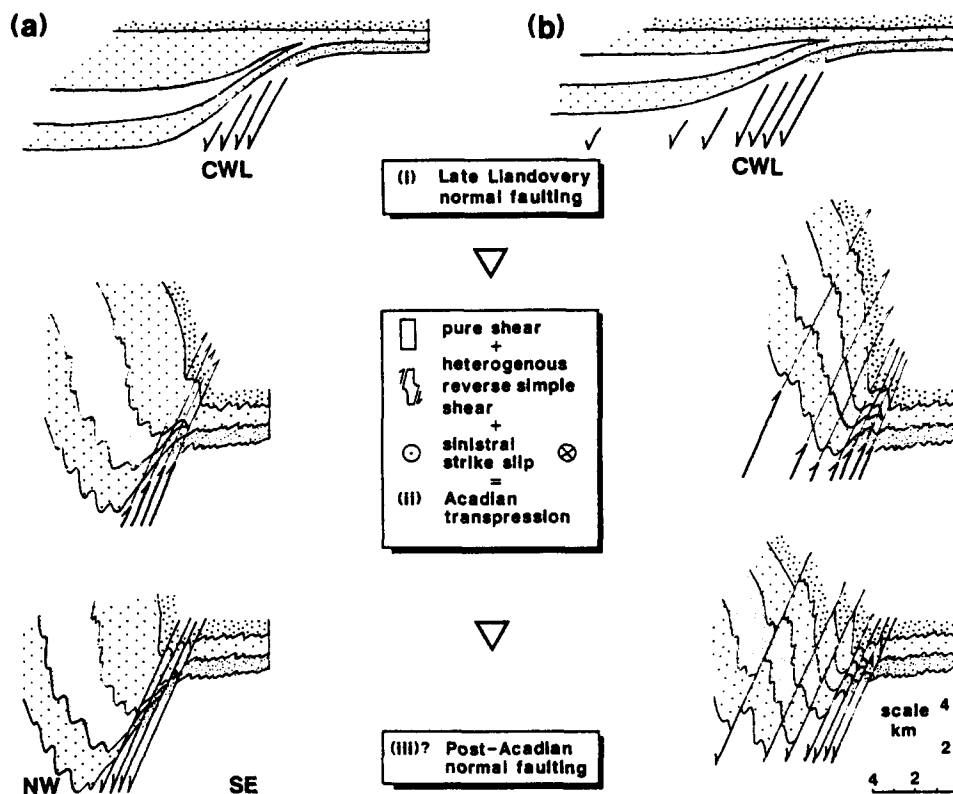 (a)
(b)
CWL
CWL
(i) Late Llandovery
normal faulting
pure shear
+
heterogenous
reverse simple
shear
+
sinistral
strike slip
=
(ii) Acadian
transpression
(iii)? Post-Acadian
normal faulting
NW
SE
scale
km
4
2
4 2